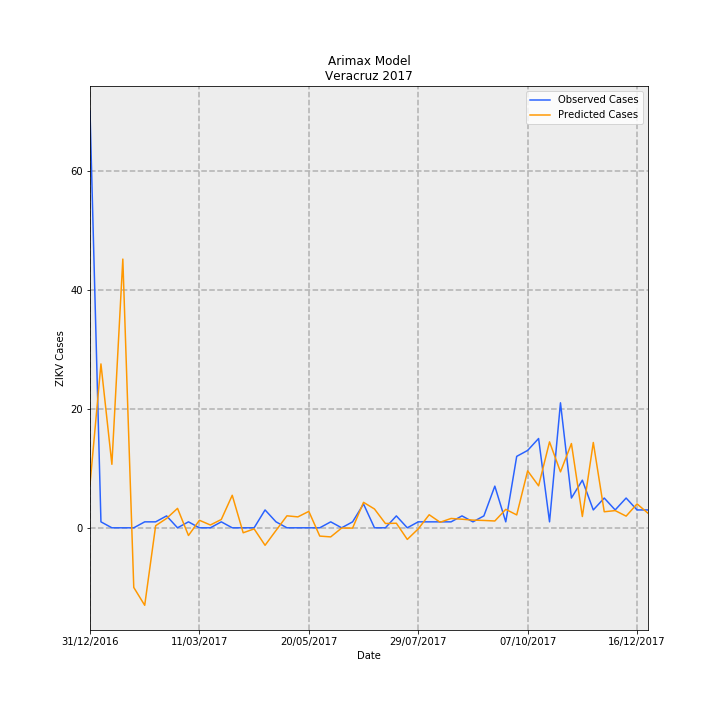 Arimax Model
Veracruz 2017
Observed Cases
Predicted Cases
60
40
20
0
ZIKV Cases
31/12/2016 11/03/2017 20/05/2017 29/07/2017 07/10/2017 16/12/2017
Date